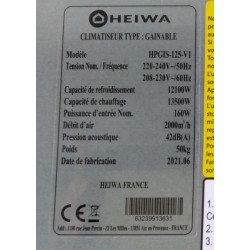 HEIWA
CLIMATISEUR TYPE : GAINABLE
Modèle HPGIS-125-V1
Tension Nom. / Fréquence 220-240V~/50Hz
208-230V~/60Hz
Capacité de refroidissement 12100W
Capacité de chauffage 13500W
Puissance d'entrée Nom. 160W
Débit d'air 2000m³/h
Pression acoustique 42dB(A)
Poids 50kg
Date de fabrication 2021.06
HEIWA FRANCE
63239013631